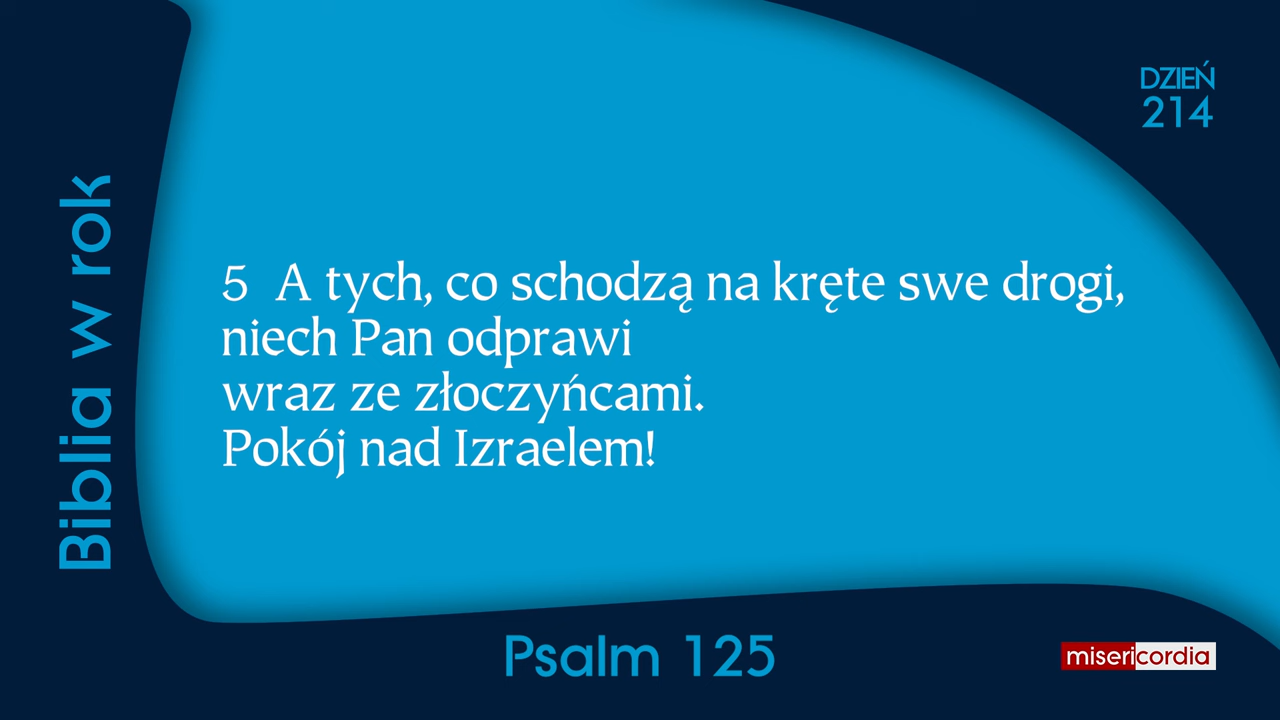 DZIEŃ
214
Biblia w rok
5 A tych, co schodzą na kręte swe drogi,
niech Pan odprawi
wraz ze złoczyńcami.
Pokój nad Izraelem!
Psalm 125
misericordia